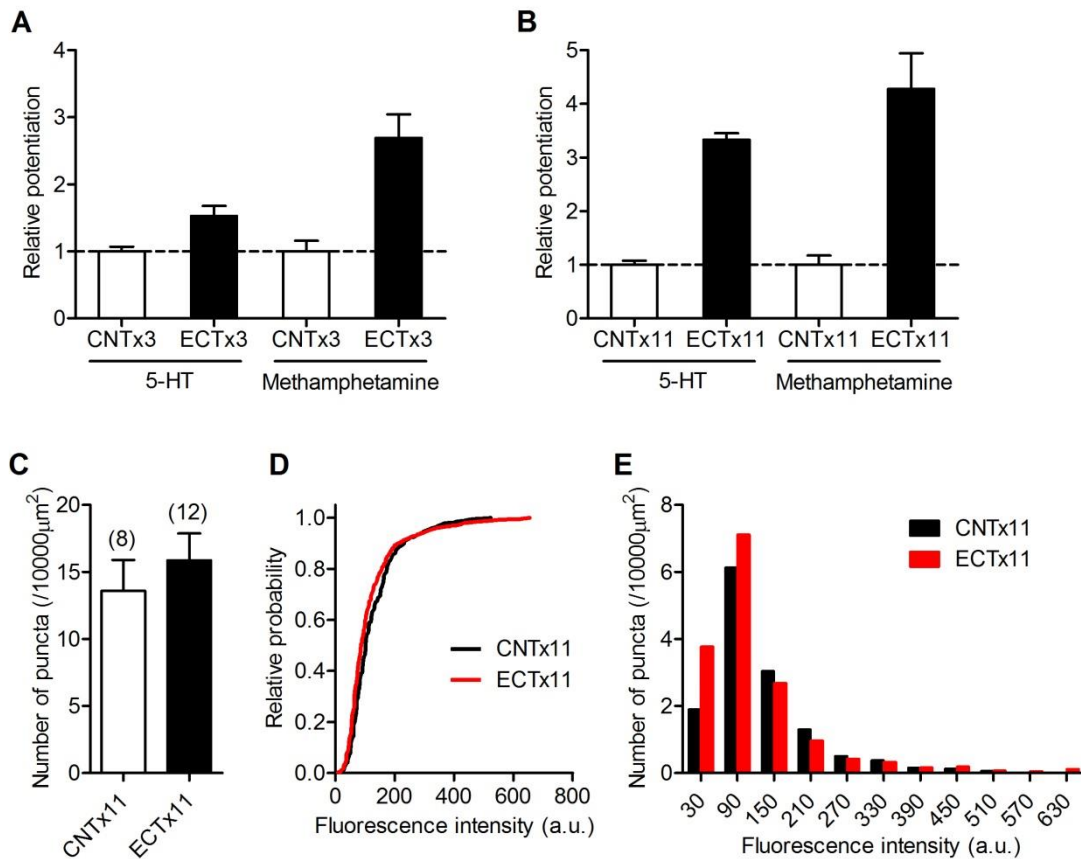 A
Relative potentiation
4
3
2
1
0
CNTx3 ECTx3 CNTx3 ECTx3
5-HT Methamphetamine
B
Relative potentiation
5
4
3
2
1
0
CNTx11 ECTx11 CNTx11 ECTx11
5-HT Methamphetamine
C
Number of puncta (/10000μm²)
20
15
10
5
0
(8) (12)
CNTx11 ECTx11
D
Relative probability
1.0
0.8
0.6
0.4
0.2
0.0
CNTx11
ECTx11
0 200 400 600 800
Fluorescence intensity (a.u.)
E
Number of puncta (/10000μm²)
8
6
4
2
0
CNTx11
ECTx11
30 90 150 210 270 330 390 450 510 570 630
Fluorescence intensity (a.u.)